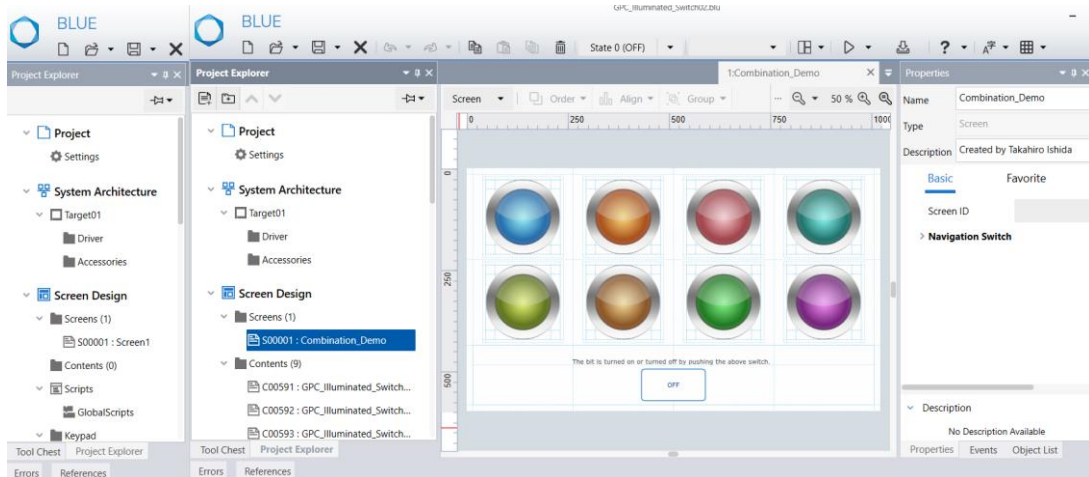 GPC_Illuminated_Switch02.blu
BLUE
Project Explorer
Project
Settings
System Architecture
Target01
Driver
Accessories
Screen Design
Screens (1)
S00001 : Screen1
Contents (0)
Scripts
GlobalScripts
Keypad
Tool Chest Project Explorer
Errors References
BLUE
State 0 (OFF)
Project Explorer
Project
Settings
System Architecture
Target01
Driver
Accessories
Screen Design
Screens (1)
S00001 : Combination_Demo
Contents (9)
C00591 : GPC_Illuminated_Switch...
C00592 : GPC_Illuminated_Switch...
C00593 : GPC_Illuminated_Switch...
Tool Chest Project Explorer
Errors References
1:Combination_Demo
Screen Order Align Group ... 50 %
0 250 500 750 1000
0
250
500
The bit is turned on or turned off by pushing the above switch.
OFF
Properties
Name Combination_Demo
Type Screen
Description Created by Takahiro Ishida
Basic Favorite
Screen ID
Navigation Switch
Description
No Description Available
Properties Events Object List